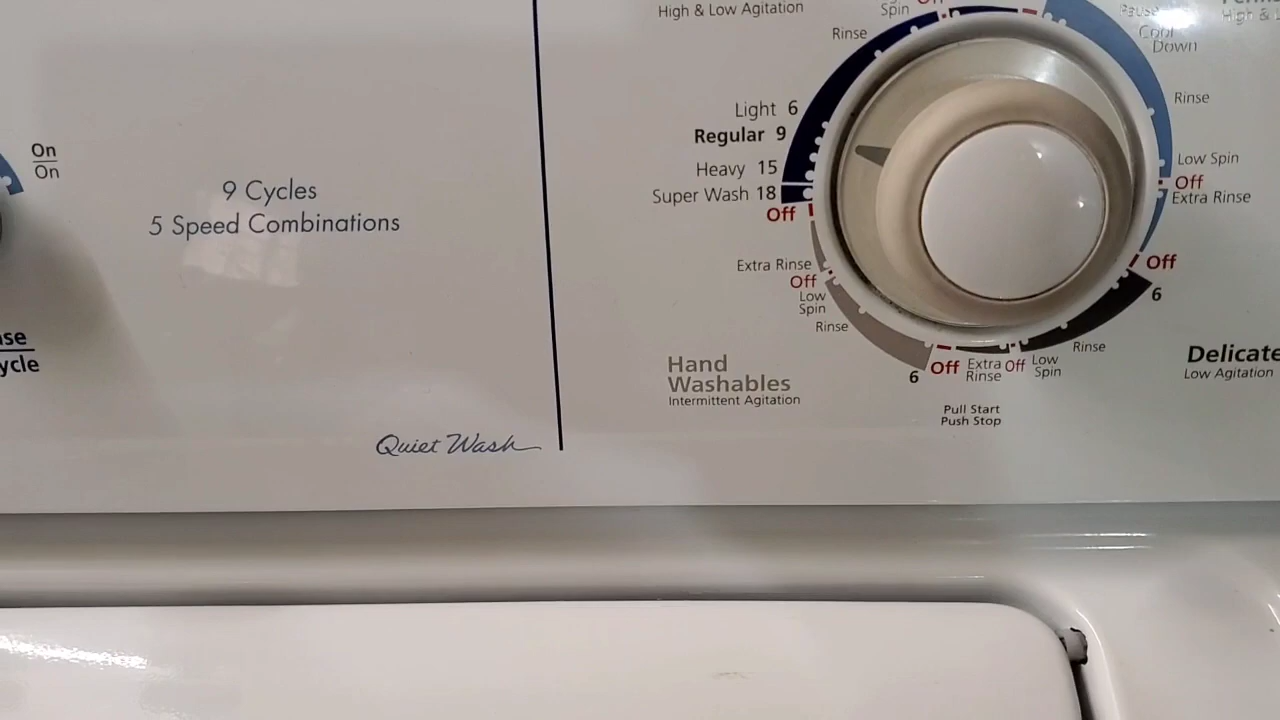 On
On
9 Cycles
5 Speed Combinations
ycle
Quiet Wash
High & Low Agitation
Spin
Off
Rinse
Light 6
Regular 9
Heavy 15
Super Wash 18
Off
Extra Rinse
Off
Low
Spin
Rinse
Hand
Washables
Intermittent Agitation
6
Off
Extra
Rinse
Off
Low
Spin
Rinse
Pull Start
Push Stop
Pause
Cool
Down
Rinse
Low Spin
Off
Extra Rinse
Off
6
Delicate
Low Agitation